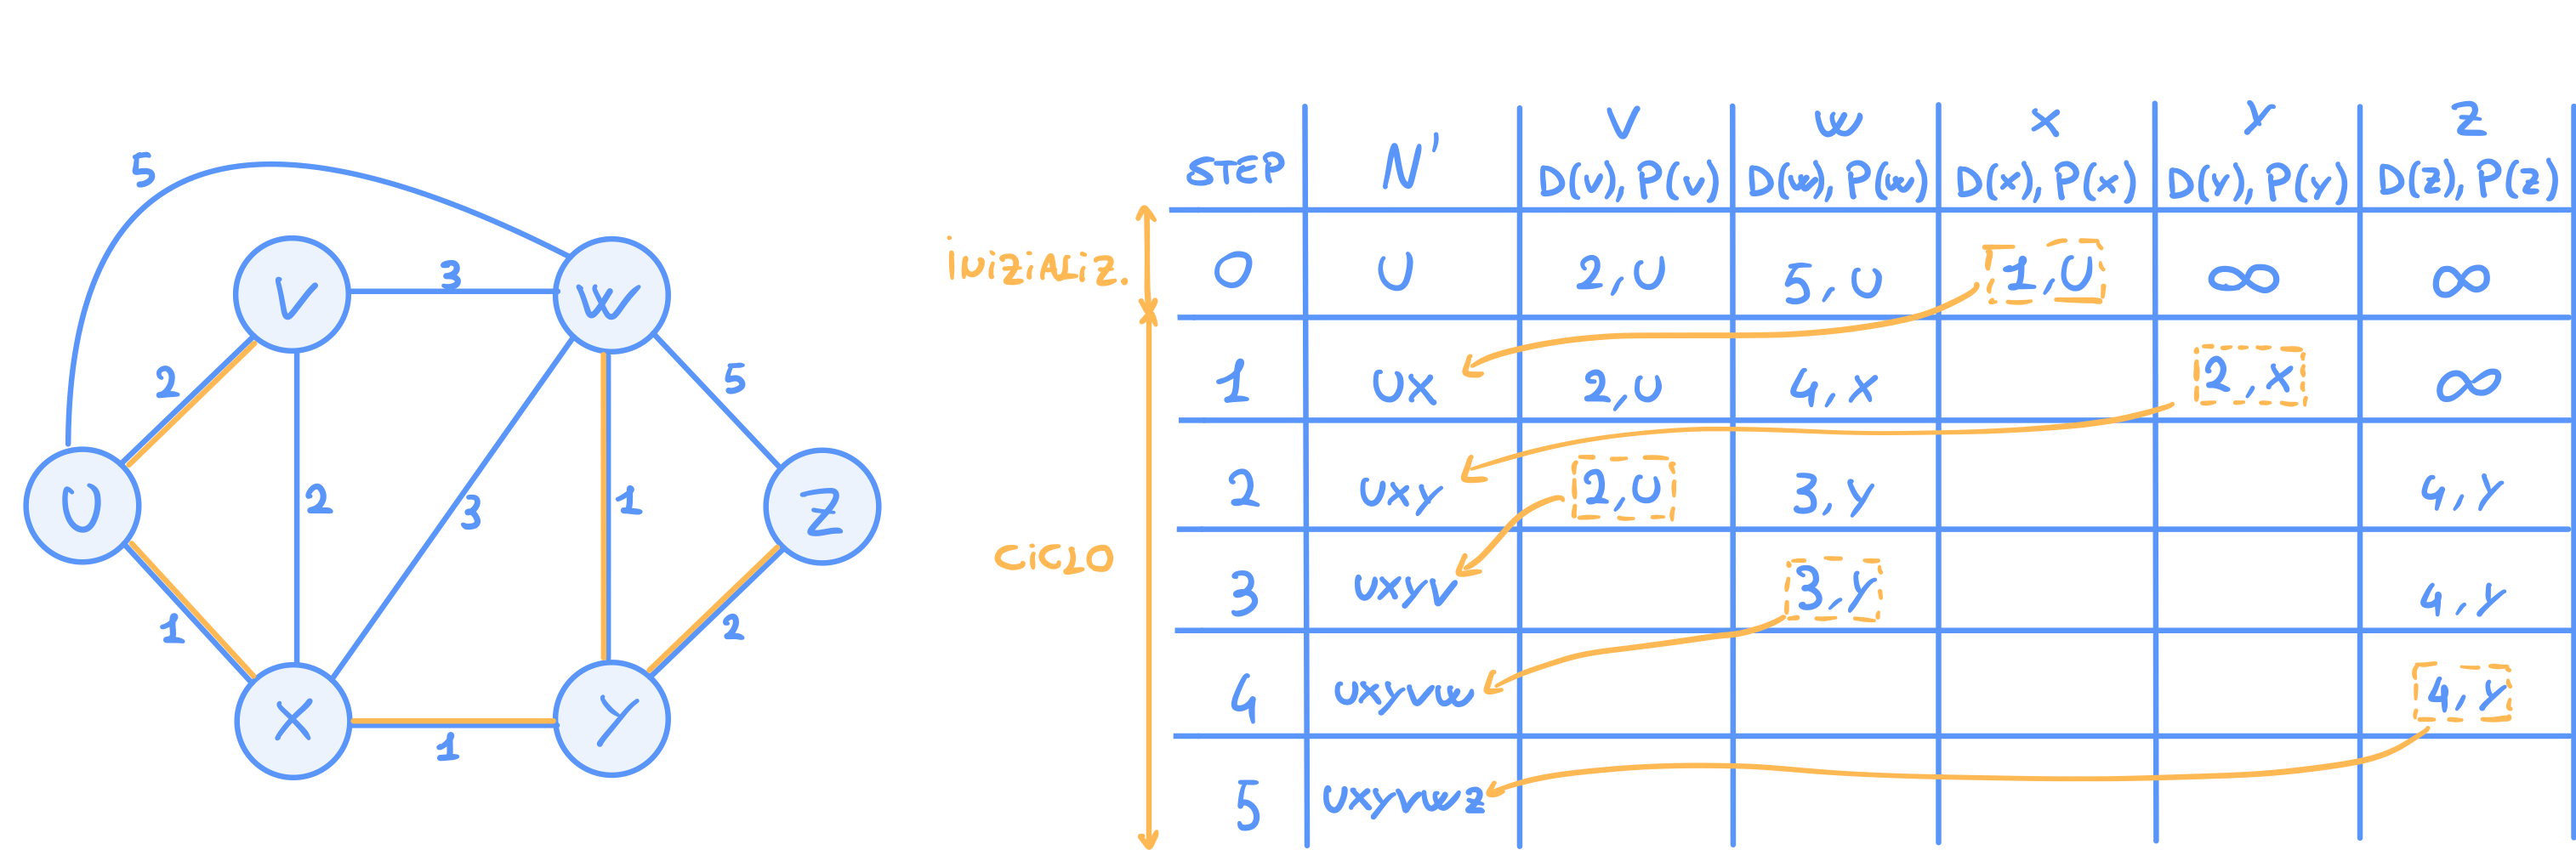 5
V
3
W
2
5
U
2
3
1
Z
1
2
X
1
Y
V W X Y Z
STEP N' D(v), P(v) D(w), P(w) D(x), P(x) D(y), P(y) D(z), P(z)
iNiZiALiZ. 0 U 2,U 5,U 1,U ∞ ∞
1 UX 2,U 4,X 2,X ∞
2 UXY 2,U 3,Y 4,Y
CiCLO
3 UXYV 3,Y 4,Y
4 UXYVW 4,Y
5 UXYVWZ